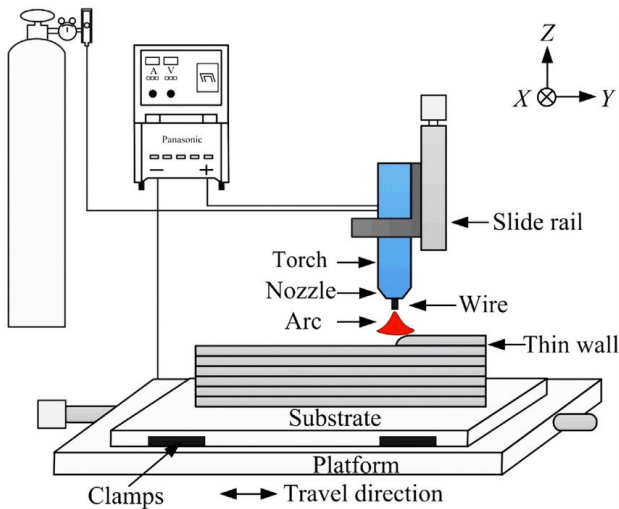 Z
A V
X Y
Panasonic
− +
Slide rail
Torch
Nozzle
Wire
Arc
Thin wall
Substrate
Platform
Clamps
Travel direction